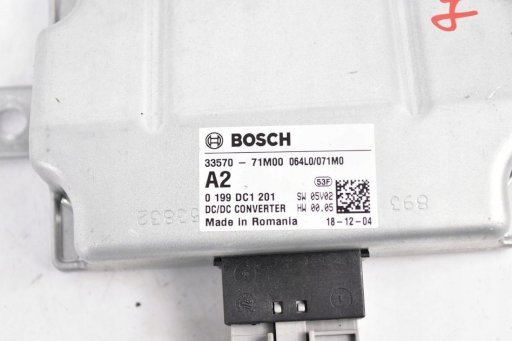 BOSCH
33570 - 71M00 064L0/071M0
A2 53F
0 199 DC1 201 SW 05V02
DC/DC CONVERTER HW 00.05
Made in Romania 18-12-04
893